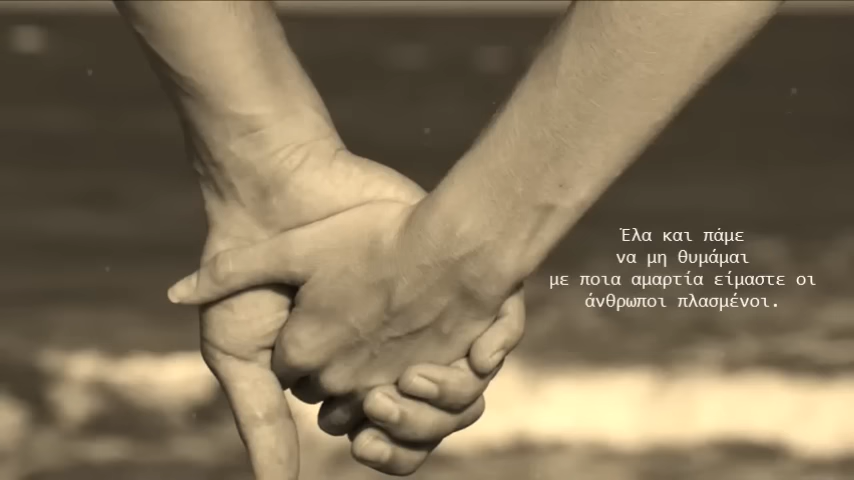 Έλα και πάμε
να μη θυμάμαι
με ποια αμαρτία είμαστε οι
άνθρωποι πλασμένοι.